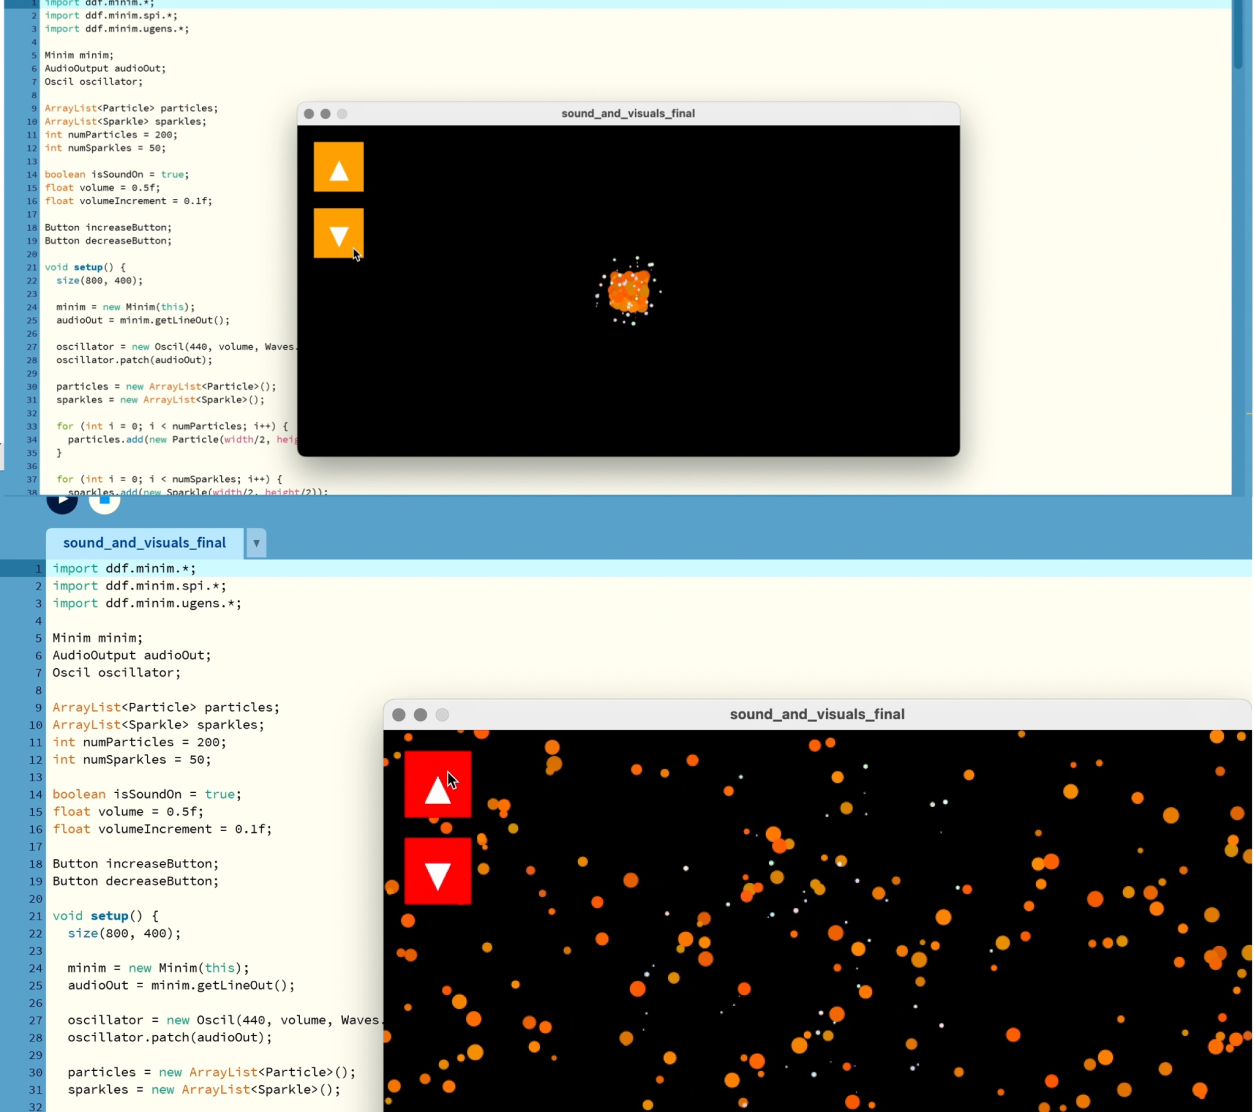 1 import ddf.minim.*;
2 import ddf.minim.spi.*;
3 import ddf.minim.ugens.*;
4
5 Minim minim;
6 AudioOutput audioOut;
7 Oscil oscillator;
8
9 ArrayList<Particle> particles;
10 ArrayList<Sparkle> sparkles;
11 int numParticles = 200;
12 int numSparkles = 50;
13
14 boolean isSoundOn = true;
15 float volume = 0.5f;
16 float volumeIncrement = 0.1f;
17
18 Button increaseButton;
19 Button decreaseButton;
20
21 void setup() {
22 size(800, 400);
23
24 minim = new Minim(this);
25 audioOut = minim.getLineOut();
26
27 oscillator = new Oscil(440, volume, Waves.
28 oscillator.patch(audioOut);
29
30 particles = new ArrayList<Particle>();
31 sparkles = new ArrayList<Sparkle>();
32
33 for (int i = 0; i < numParticles; i++) {
34 particles.add(new Particle(width/2, heig
35 }
36
37 for (int i = 0; i < numSparkles; i++) {
38 sparkles.add(new Sparkle(width/2, height/2));
sound_and_visuals_final
▲
▼
sound_and_visuals_final ▼
1 import ddf.minim.*;
2 import ddf.minim.spi.*;
3 import ddf.minim.ugens.*;
4
5 Minim minim;
6 AudioOutput audioOut;
7 Oscil oscillator;
8
9 ArrayList<Particle> particles;
10 ArrayList<Sparkle> sparkles;
11 int numParticles = 200;
12 int numSparkles = 50;
13
14 boolean isSoundOn = true;
15 float volume = 0.5f;
16 float volumeIncrement = 0.1f;
17
18 Button increaseButton;
19 Button decreaseButton;
20
21 void setup() {
22 size(800, 400);
23
24 minim = new Minim(this);
25 audioOut = minim.getLineOut();
26
27 oscillator = new Oscil(440, volume, Waves.
28 oscillator.patch(audioOut);
29
30 particles = new ArrayList<Particle>();
31 sparkles = new ArrayList<Sparkle>();
32
sound_and_visuals_final
▲
▼